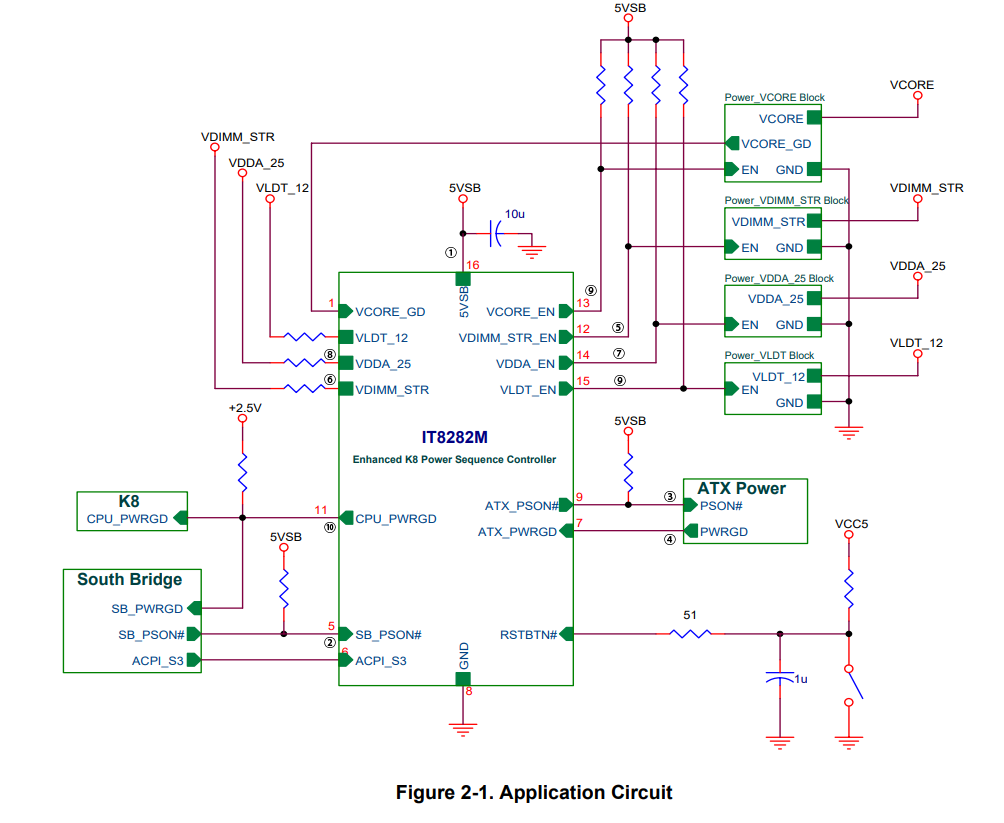 5VSB
Power_VCORE Block
VCORE
VCORE
VCORE_GD
EN GND
VDIMM_STR
VDDA_25
VLDT_12
5VSB
10u
①
16
Power_VDIMM_STR Block
VDIMM_STR
VDIMM_STR
EN GND
Power_VDDA_25 Block
VDDA_25
VDDA_25
EN GND
Power_VLDT Block
VLDT_12
VLDT_12
EN
GND
5VSB
1 VCORE_GD
VLDT_12
⑧ VDDA_25
⑥ VDIMM_STR
VCORE_EN 13 ⑨
VDIMM_STR_EN 12 ⑤
VDDA_EN 14 ⑦
VLDT_EN 15 ⑨
+2.5V
IT8282M
Enhanced K8 Power Sequence Controller
K8
CPU_PWRGD
11 CPU_PWRGD
⑩
5VSB
5VSB
ATX_PSON# 9 ③
ATX_PWRGD 7 ④
ATX Power
PSON#
PWRGD
South Bridge
SB_PWRGD
SB_PSON#
ACPI_S3
5 SB_PSON#
②
6 ACPI_S3
RSTBTN#
51
VCC5
1u
GND
8
Figure 2-1. Application Circuit